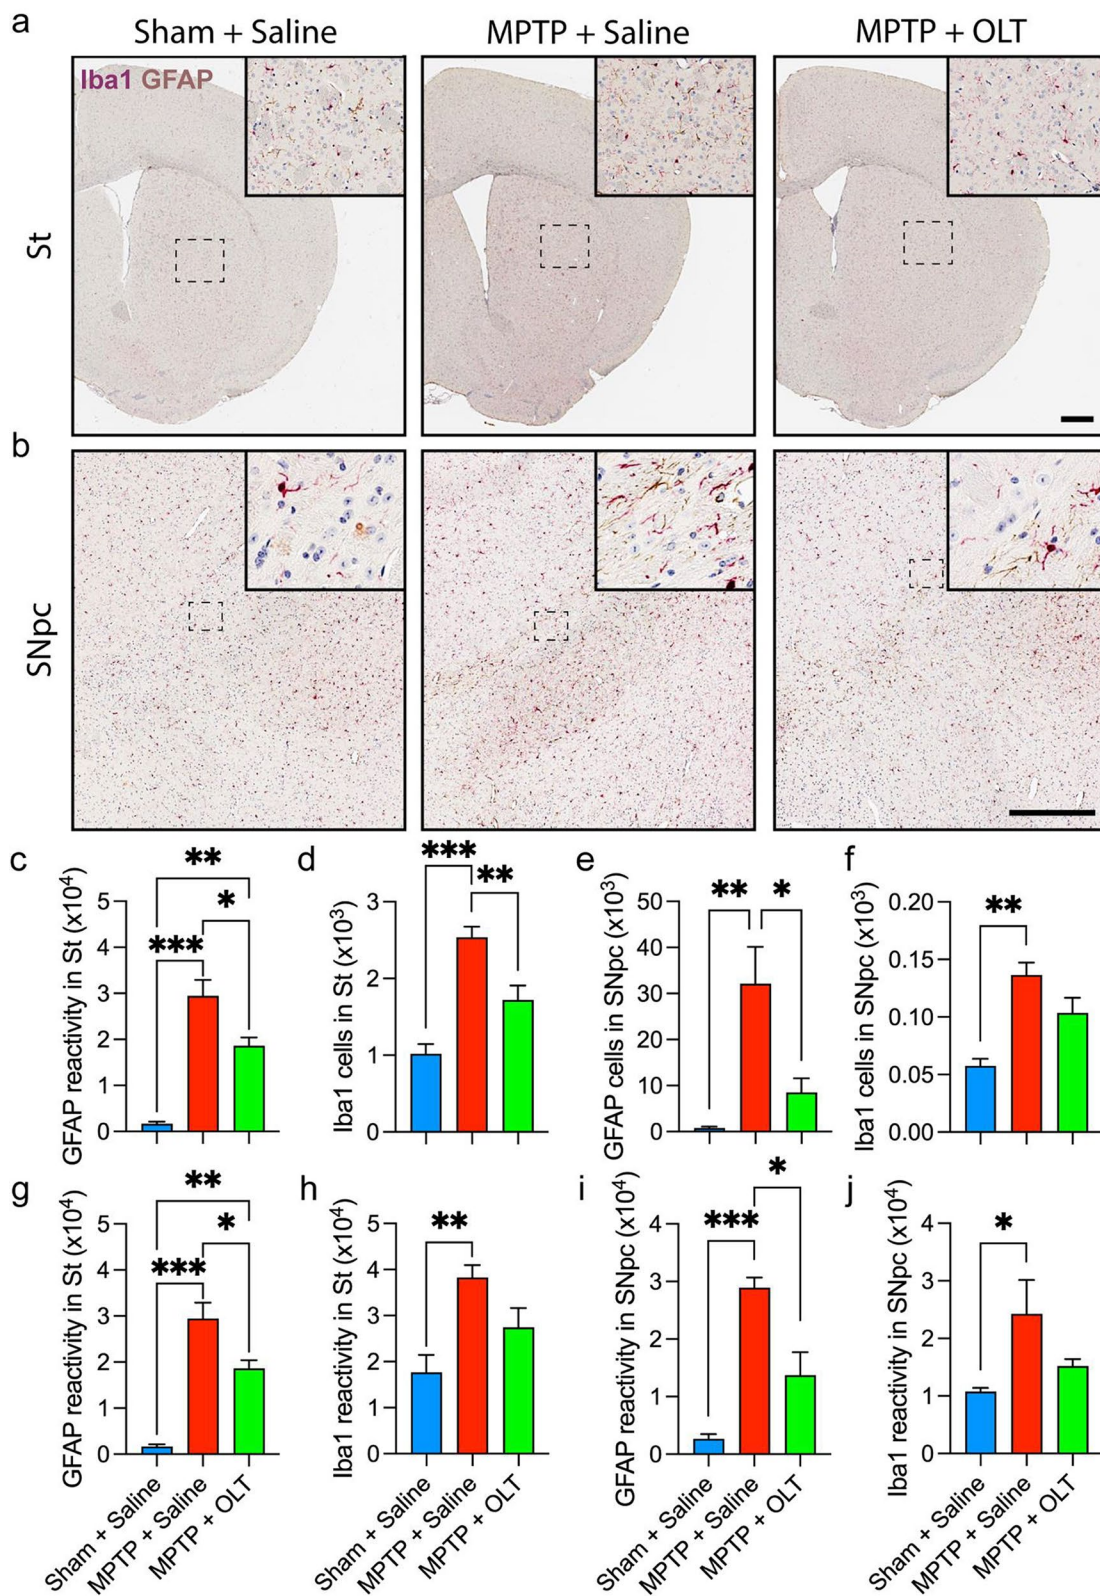 a
Sham + Saline MPTP + Saline MPTP + OLT
Iba1 GFAP
St
b
SNpc
c d e f
GFAP reactivity in St (x10⁴)
5
4
3
2
1
0
** * ***
Iba1 cells in St (x10³)
3
2
1
0
*** **
GFAP cells in SNpc (x10³)
50
40
30
20
10
0
** *
Iba1 cells in SNpc (x10³)
0.20
0.15
0.10
0.05
0.00
**
g h i j
GFAP reactivity in St (x10⁴)
5
4
3
2
1
0
** * ***
Sham + Saline
MPTP + Saline
MPTP + OLT
Iba1 reactivity in St (x10⁴)
5
4
3
2
1
0
**
Sham + Saline
MPTP + Saline
MPTP + OLT
GFAP reactivity in SNpc (x10⁴)
4
3
2
1
0
*** *
Sham + Saline
MPTP + Saline
MPTP + OLT
Iba1 reactivity in SNpc (x10⁴)
4
3
2
1
0
*
Sham + Saline
MPTP + Saline
MPTP + OLT